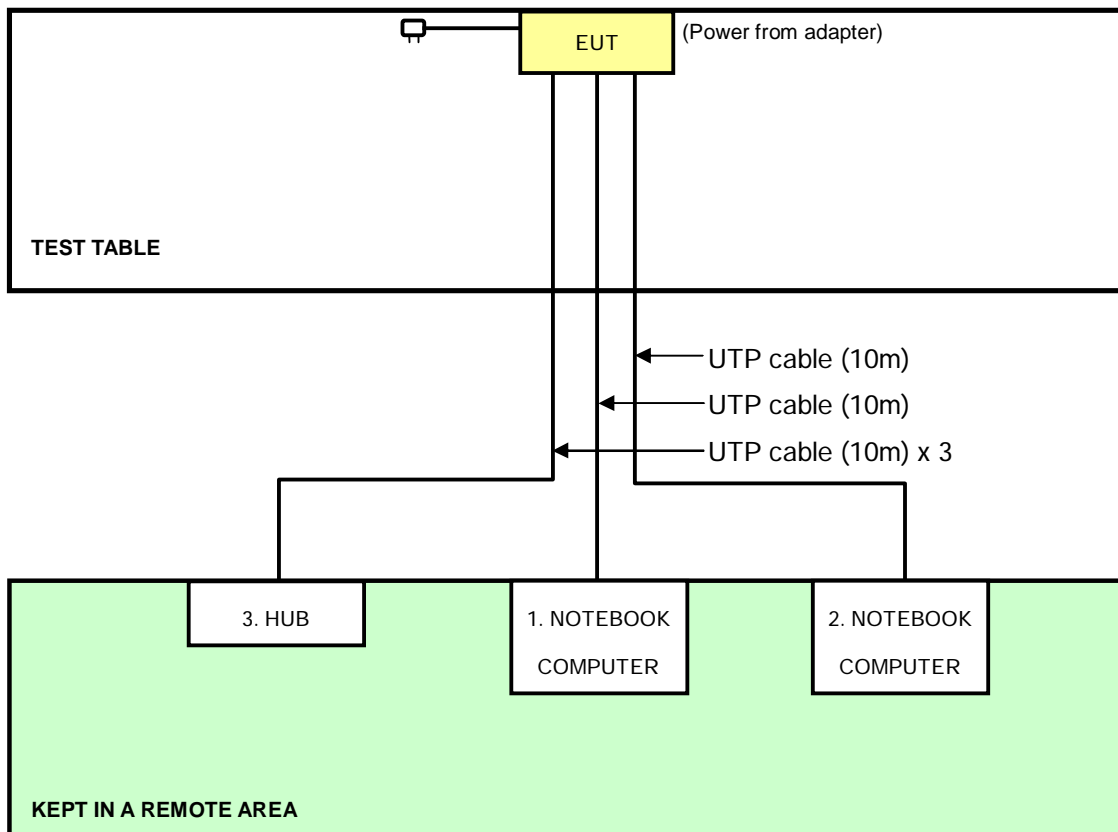 EUT
(Power from adapter)
TEST TABLE
UTP cable (10m)
UTP cable (10m)
UTP cable (10m) x 3
3. HUB
1. NOTEBOOK
COMPUTER
2. NOTEBOOK
COMPUTER
KEPT IN A REMOTE AREA